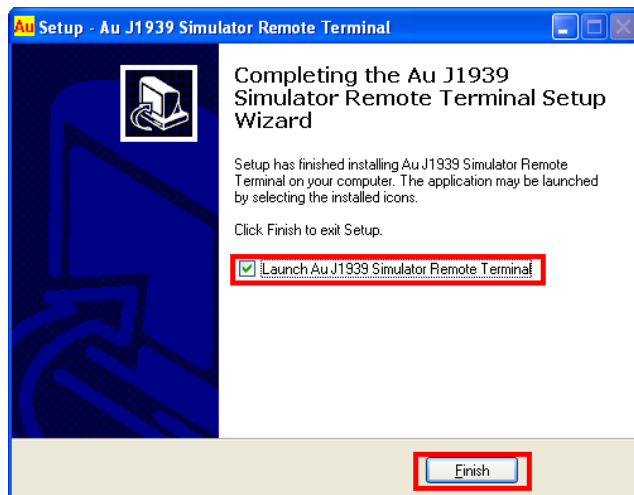 Au Setup - Au J1939 Simulator Remote Terminal
Completing the Au J1939
Simulator Remote Terminal Setup
Wizard
Setup has finished installing Au J1939 Simulator Remote
Terminal on your computer. The application may be launched
by selecting the installed icons.
Click Finish to exit Setup.
Launch Au J1939 Simulator Remote Terminal
Finish